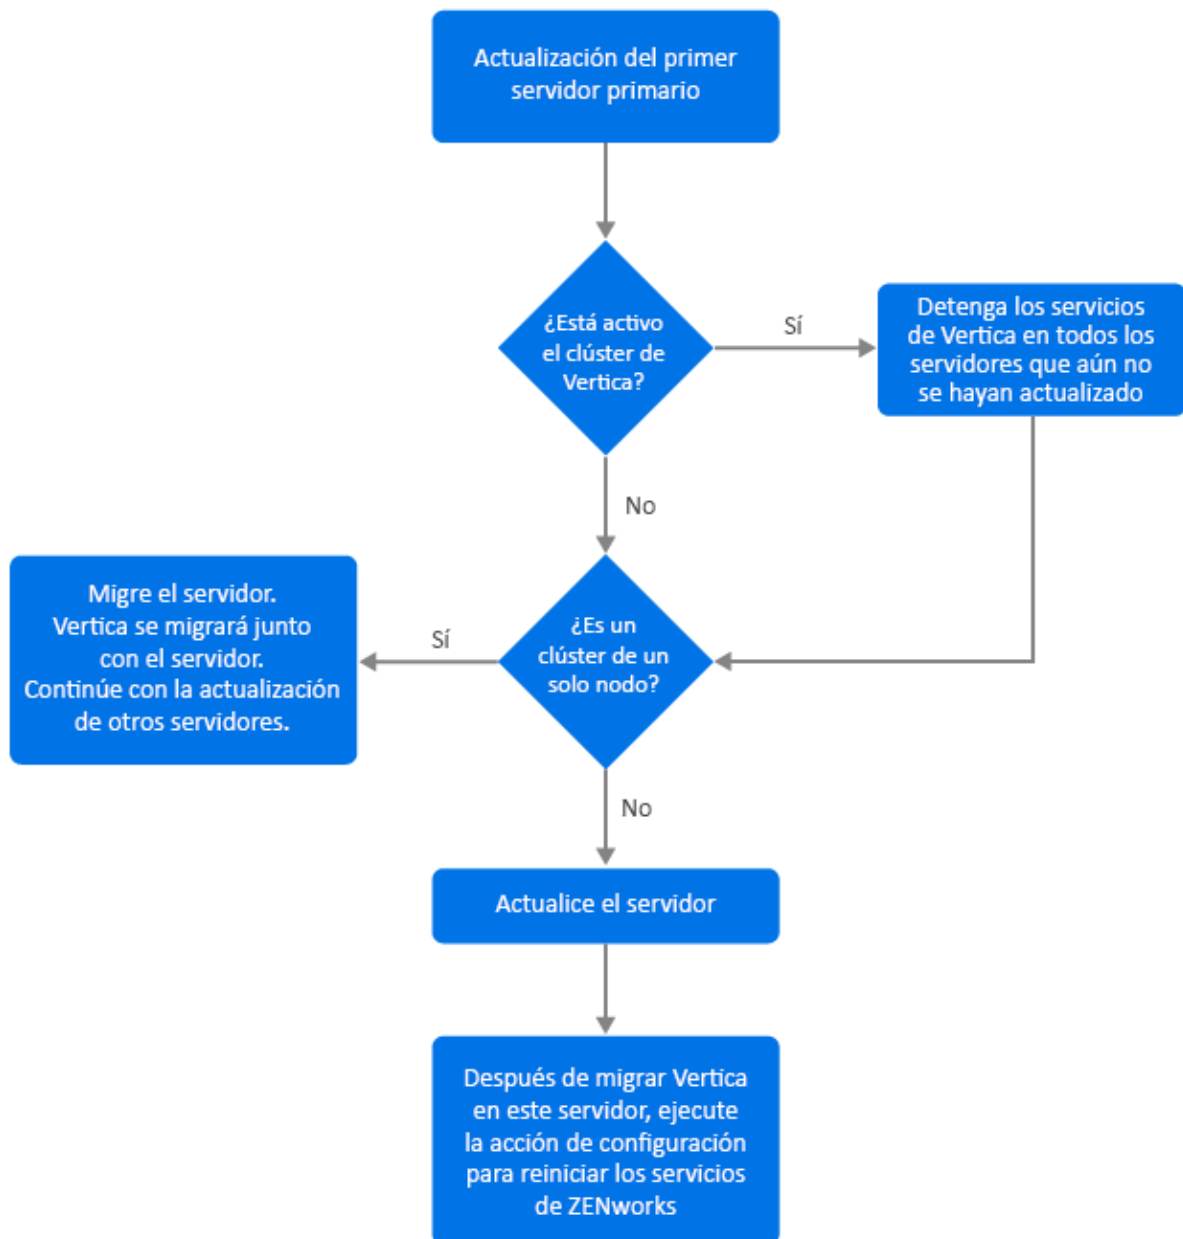 Actualización del primer
servidor primario
¿Está activo
el clúster de
Vertica?
Sí
Detenga los servicios
de Vertica en todos los
servidores que aún no
se hayan actualizado
No
¿Es un
clúster de un
solo nodo?
Sí
Migre el servidor.
Vertica se migrará junto
con el servidor.
Continúe con la actualización
de otros servidores.
No
Actualice el servidor
Después de migrar Vertica
en este servidor, ejecute
la acción de configuración
para reiniciar los servicios
de ZENworks